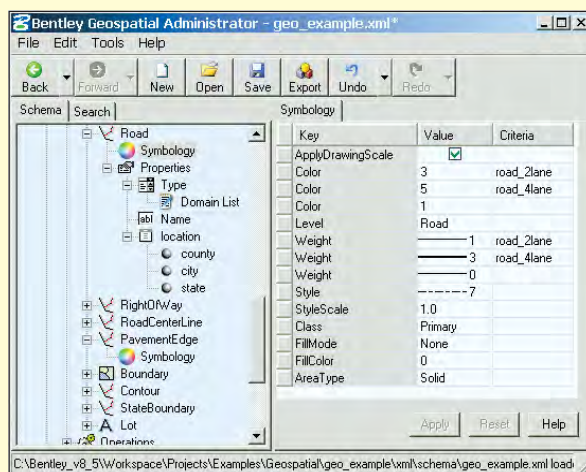 Bentley Geospatial Administrator - geo_example.xml*
File Edit Tools Help
Back Forward New Open Save Export Undo Redo
Schema Search
Symbology
Road
Symbology
Properties
Type
Domain List
abl Name
location
county
city
state
RightOfWay
RoadCenterLine
PavementEdge
Symbology
Boundary
Contour
StateBoundary
A Lot
Operations
Key Value Criteria
ApplyDrawingScale
Color 3 road_2lane
Color 5 road_4lane
Color 1
Level Road
Weight 1 road_2lane
Weight 3 road_4lane
Weight 0
Style 7
StyleScale 1.0
Class Primary
FillMode None
FillColor 0
AreaType Solid
Apply Reset Help
C:\Bentley_v8_5\Workspace\Projects\Examples\Geospatial\geo_example\xml\schema\geo_example.xml load